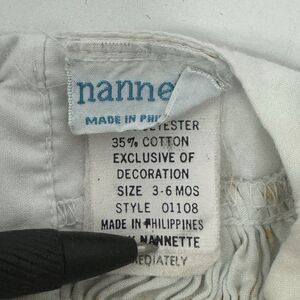 nanne
MADE IN PHI
YESTER
35% COTTON
EXCLUSIVE OF
DECORATION
SIZE 3-6 MOS
STYLE 01108
MADE IN PHILIPPINES
NANNETTE
MEDIATELY